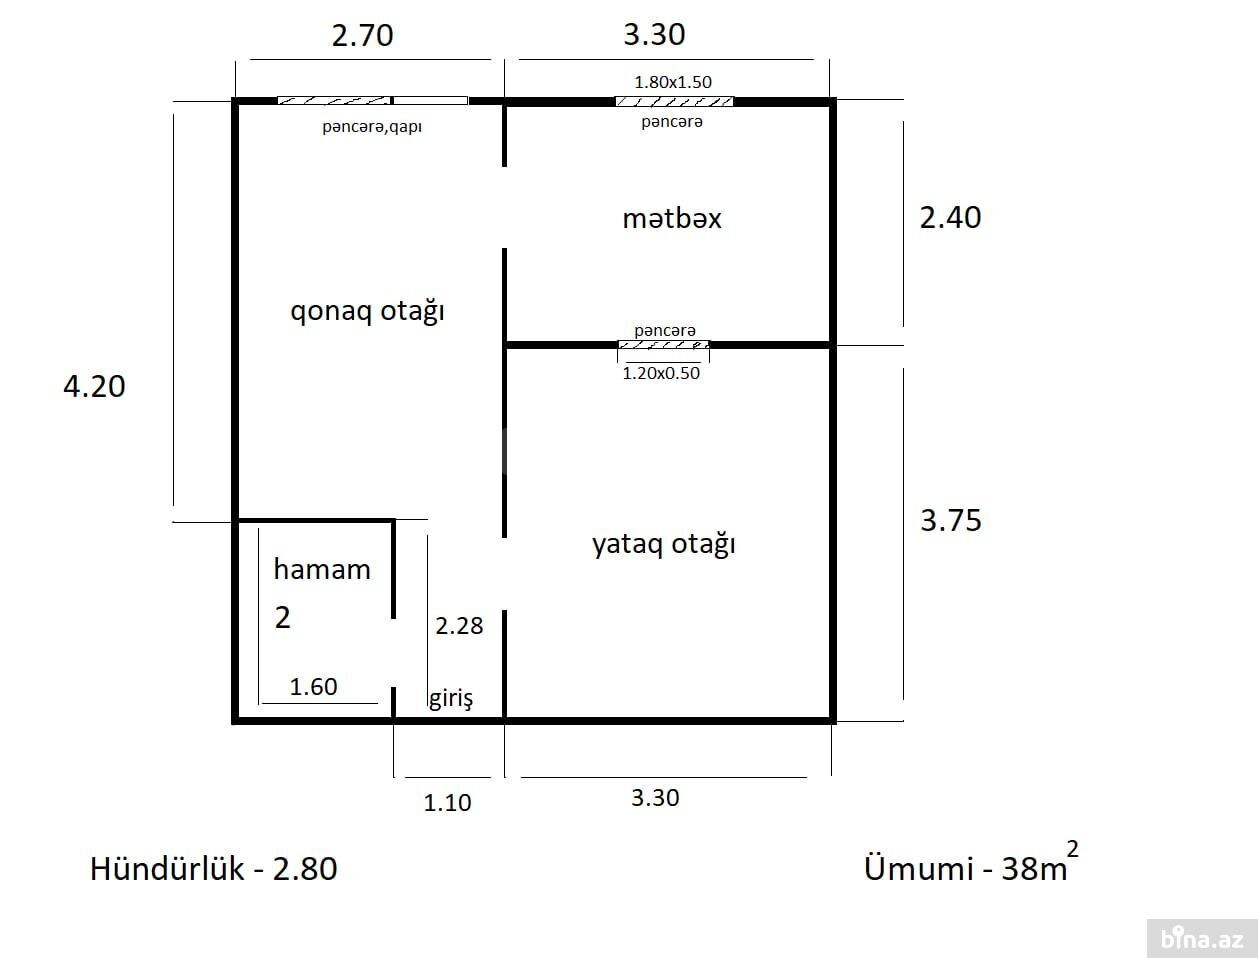 2.70
3.30
1.80x1.50
pəncərə,qapı
pəncərə
mətbəx
2.40
qonaq otağı
pəncərə
1.20x0.50
4.20
3.75
yataq otağı
hamam
2
2.28
1.60
giriş
1.10
3.30
Hündürlük - 2.80
Ümumi - 38m²
bina.az